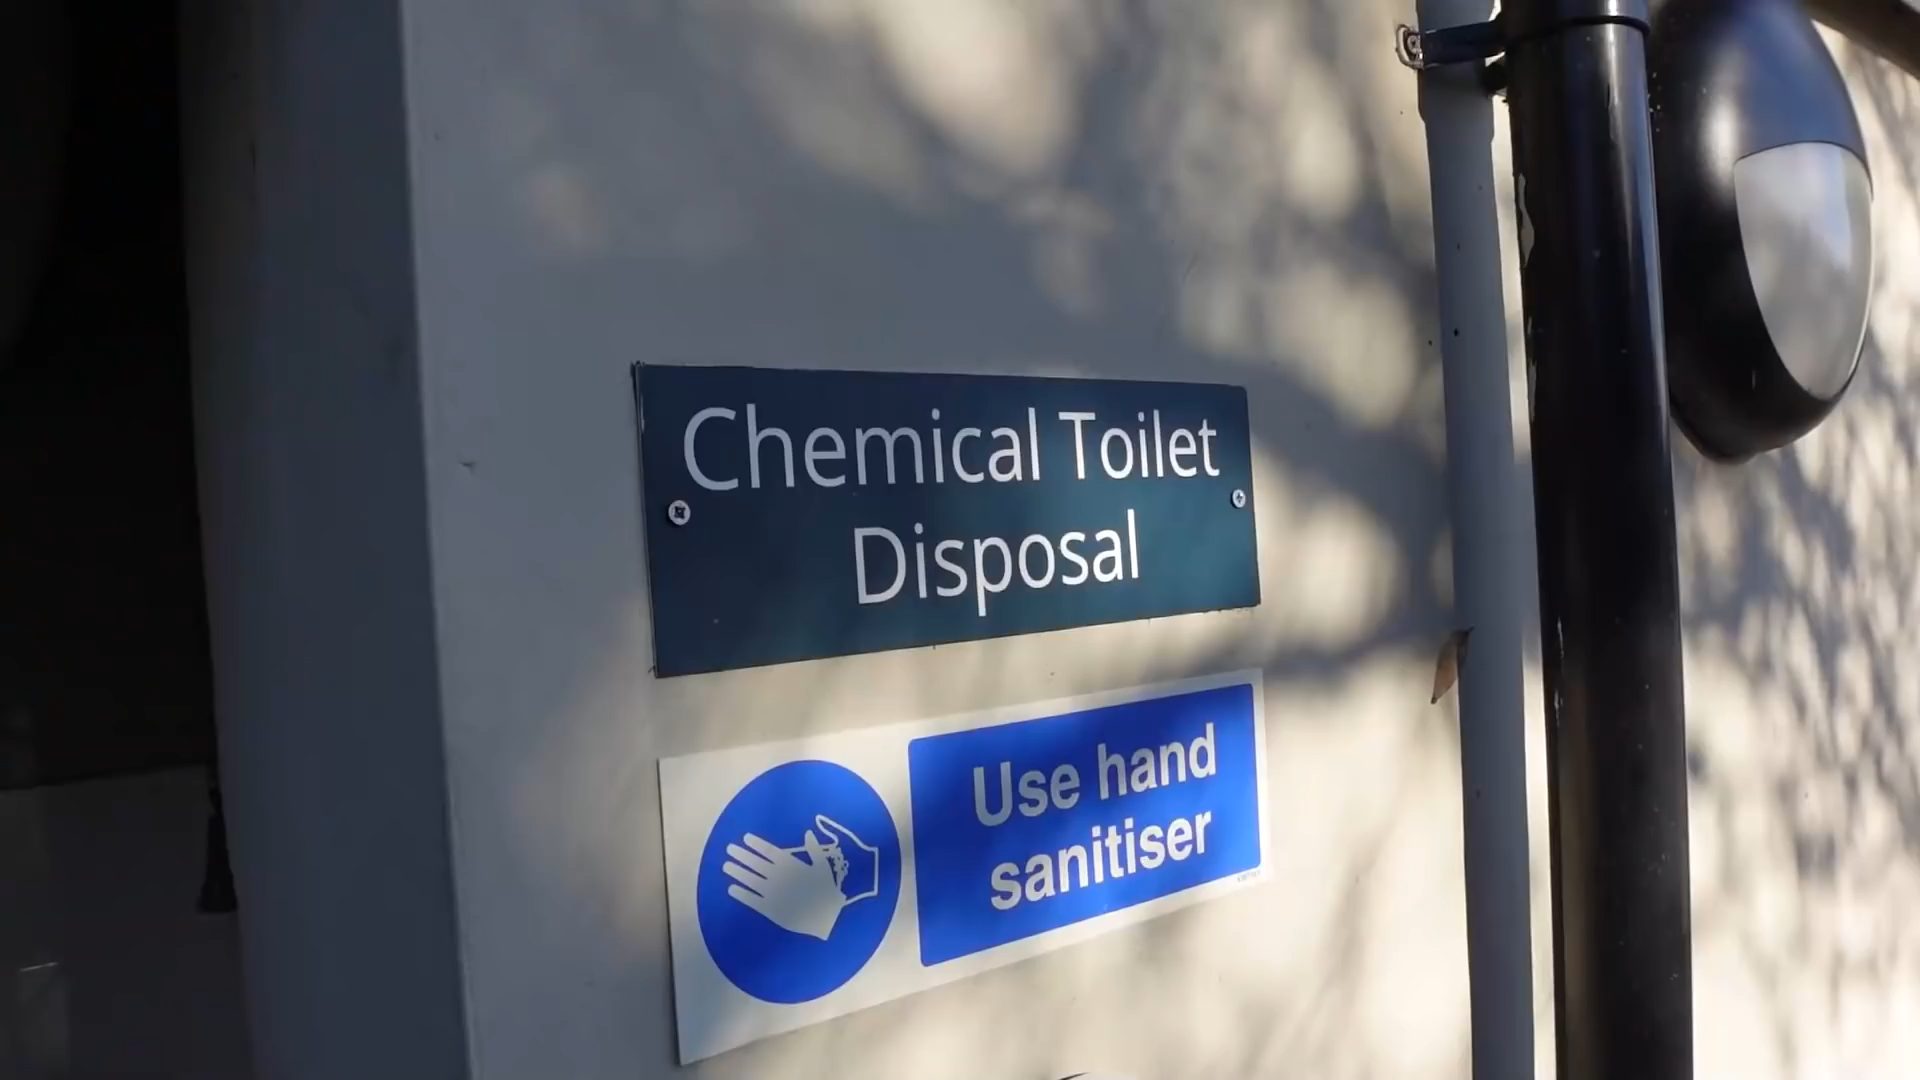 Chemical Toilet
Disposal
Use hand
sanitiser